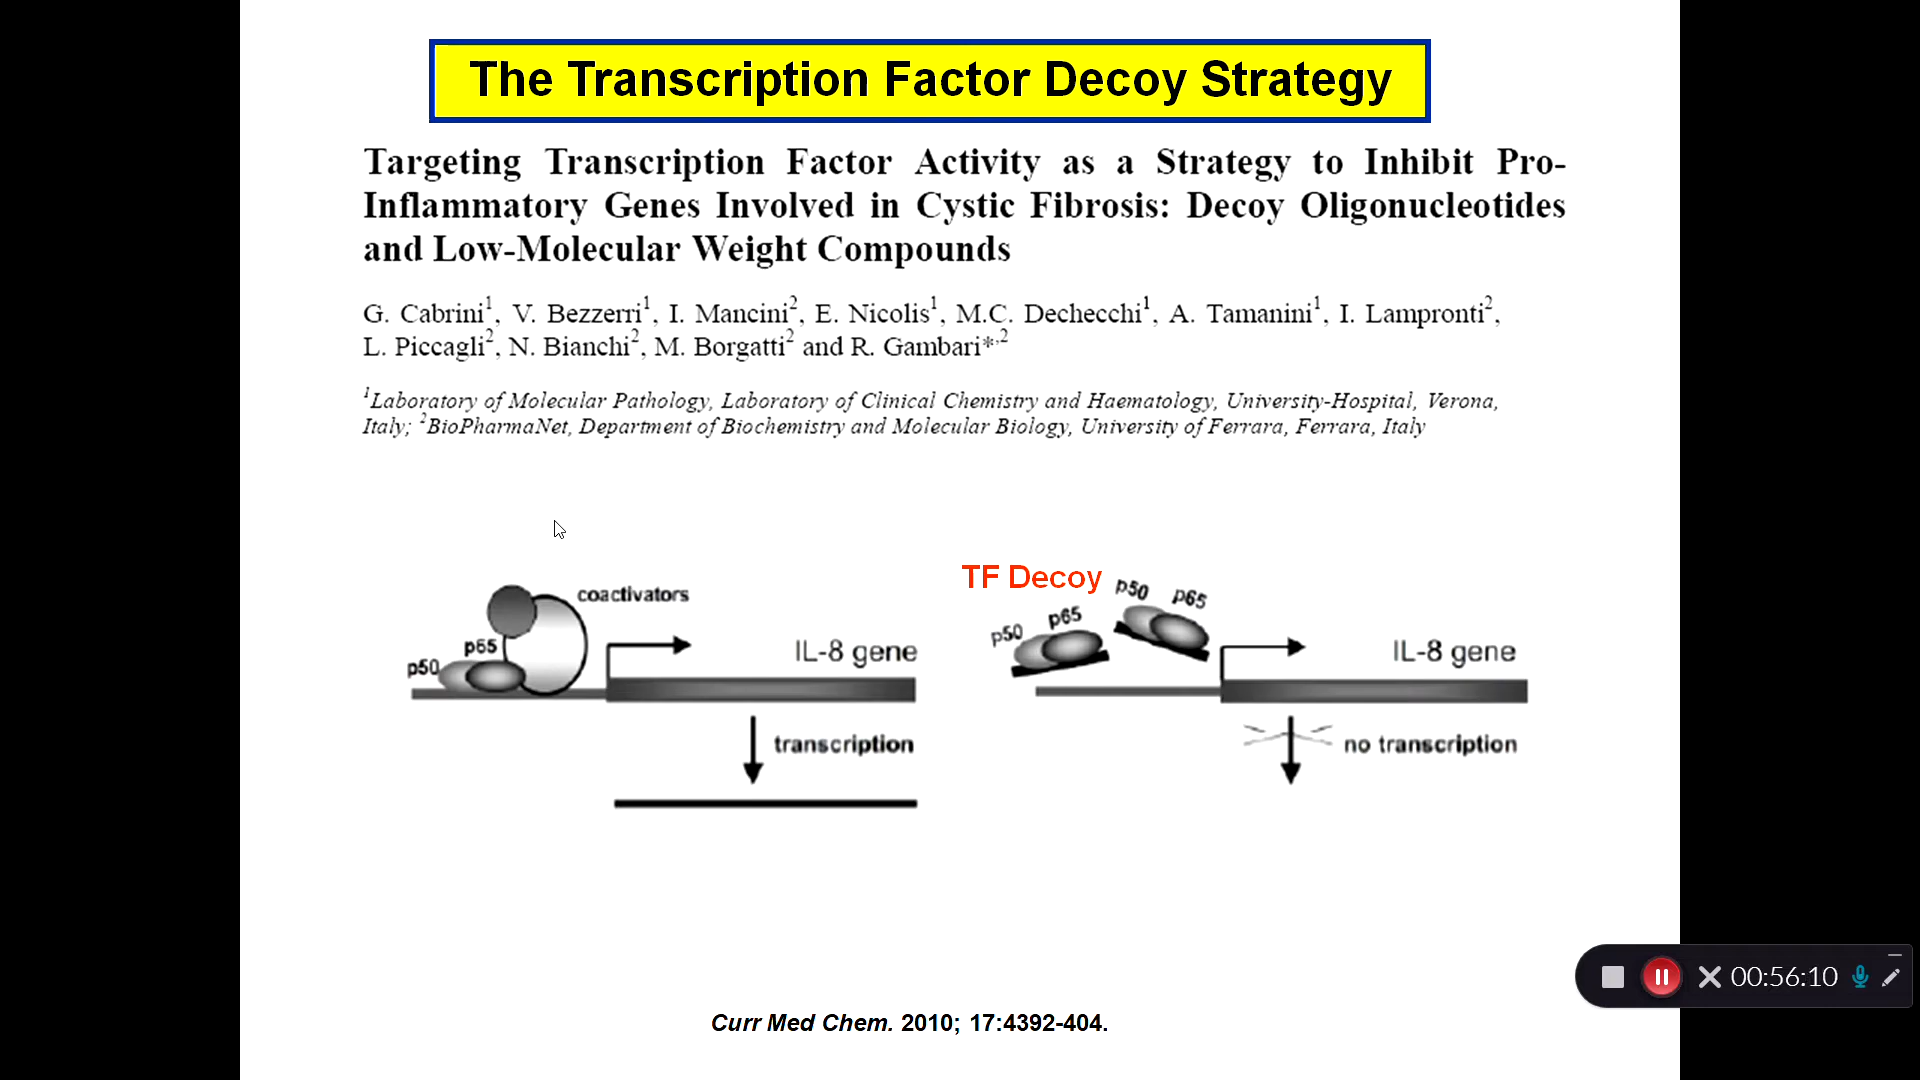 The Transcription Factor Decoy Strategy
Targeting Transcription Factor Activity as a Strategy to Inhibit Pro-
Inflammatory Genes Involved in Cystic Fibrosis: Decoy Oligonucleotides
and Low-Molecular Weight Compounds
G. Cabrini1, V. Bezzerri1, I. Mancini2, E. Nicolis1, M.C. Dechecchi1, A. Tamanini1, I. Lampronti2,
L. Piccagli2, N. Bianchi2, M. Borgatti2 and R. Gambari*,2
1Laboratory of Molecular Pathology, Laboratory of Clinical Chemistry and Haematology, University-Hospital, Verona,
Italy; 2BioPharmaNet, Department of Biochemistry and Molecular Biology, University of Ferrara, Ferrara, Italy
coactivators
p65
p50
IL-8 gene
transcription
TF Decoy
p50
p65
p50
p65
IL-8 gene
no transcription
00:56:10
Curr Med Chem. 2010; 17:4392-404.